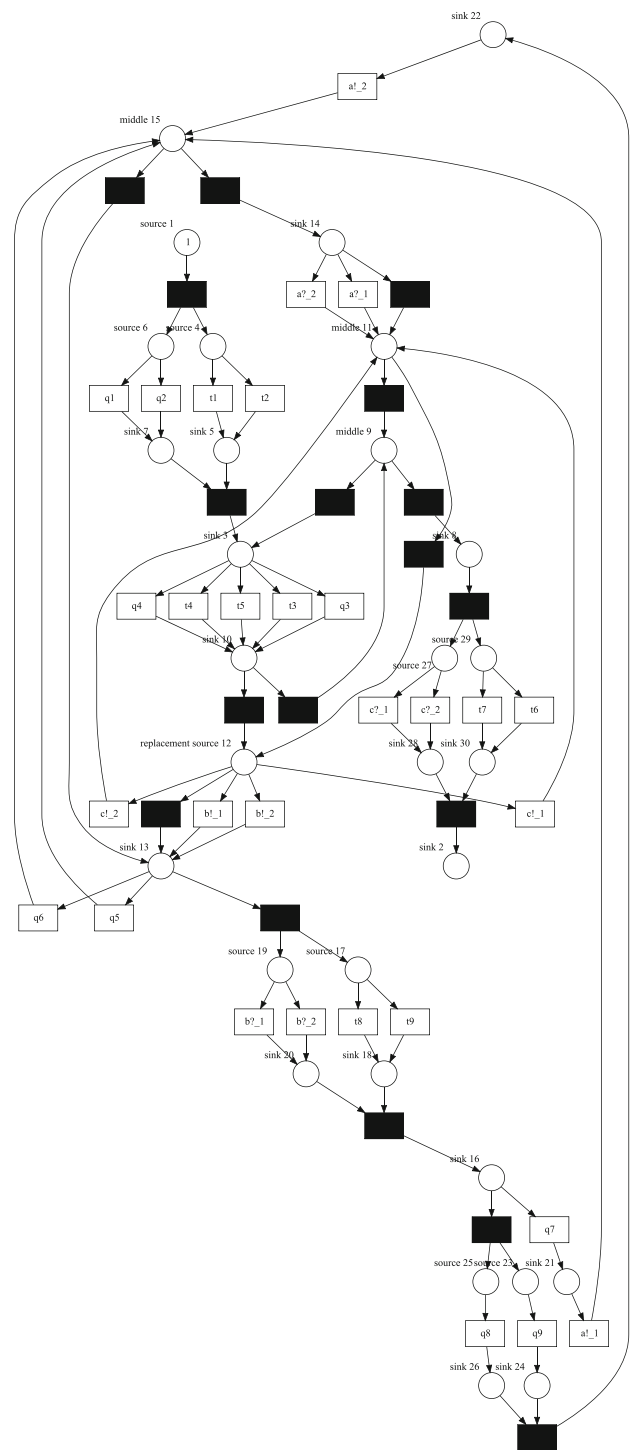 sink 22
a!_2
middle 15
source 1
sink 14
1
a?_2
a?_1
source 6
source 4
middle 11
q1
q2
t1
t2
sink 7
sink 5
middle 9
sink 3
sink 8
q4
t4
t5
t3
q3
sink 10
source 29
source 27
c?_1
c?_2
t7
t6
replacement source 12
sink 28
sink 30
c!_2
b!_1
b!_2
c!_1
sink 13
sink 2
q6
q5
source 19
source 17
b?_1
b?_2
t8
t9
sink 20
sink 18
sink 16
q7
source 25
source 23
sink 21
q8
q9
a!_1
sink 26
sink 24